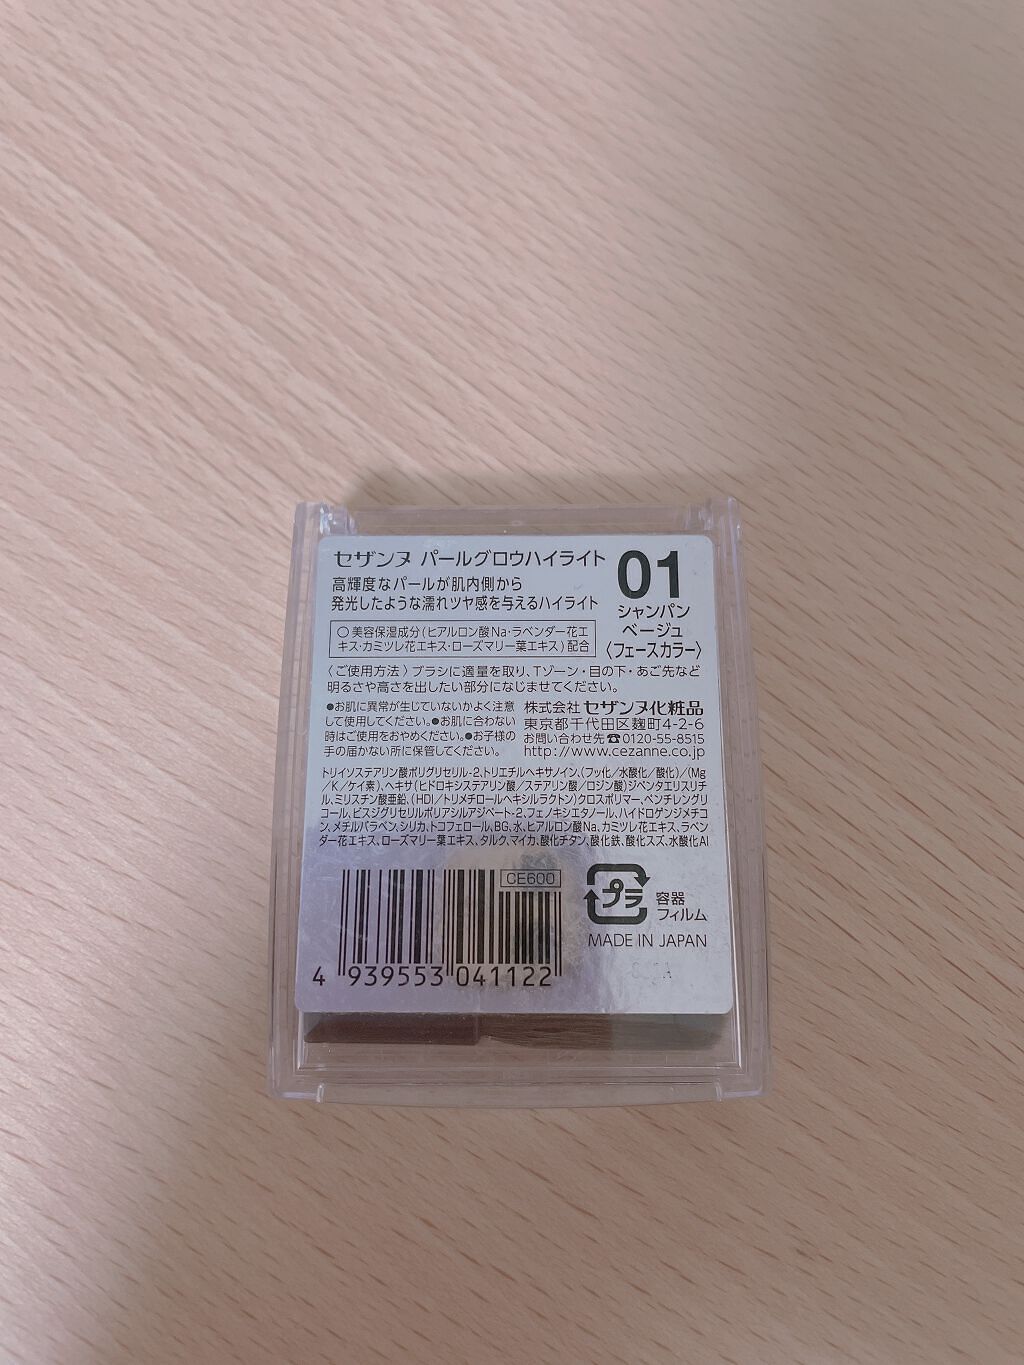 セザンヌ パールグロウハイライト
高輝度なパールが肌内側から
発光したような濡れツヤ感を与えるハイライト
01
シャンパン
ベージュ
〈フェースカラー〉
○美容保湿成分(ヒアルロン酸Na・ラベンダー花エ
キス・カミツレ花エキス・ローズマリー葉エキス)配合
〈ご使用方法〉ブラシに適量を取り、Tゾーン・目の下・あご先など
明るさや高さを出したい部分になじませてください。
●お肌に異常が生じていないかよく注意
して使用してください。●お肌に合わない
時はご使用をおやめください。●お子様の
手の届かない所に保管してください。
株式会社 セザンヌ化粧品
東京都千代田区麹町4-2-6
お問い合わせ先☎0120-55-8515
http://www.cezanne.co.jp
トリイソステアリン酸ポリグリセリル-2、トリエチルヘキサノイン、(フッ化/水酸化/酸化)/(Mg
/K/ケイ素)、ヘキサ(ヒドロキシステアリン酸/ステアリン酸/ロジン酸)ジペンタエリスリチ
ル、ミリスチン酸亜鉛、(HDI/トリメチロールヘキシルラクトン)クロスポリマー、ペンチレングリ
コール、ビスジグリセリルポリアシルアジペート-2、フェノキシエタノール、ハイドロゲンジメチコ
ン、メチルパラベン、シリカ、トコフェロール、BG、水、ヒアルロン酸Na、カミツレ花エキス、ラベン
ダー花エキス、ローズマリー葉エキス、タルク、マイカ、酸化チタン、酸化鉄、酸化スズ、水酸化Al
CE600
4 939553 041122
プラ
容器
フィルム
MADE IN JAPAN